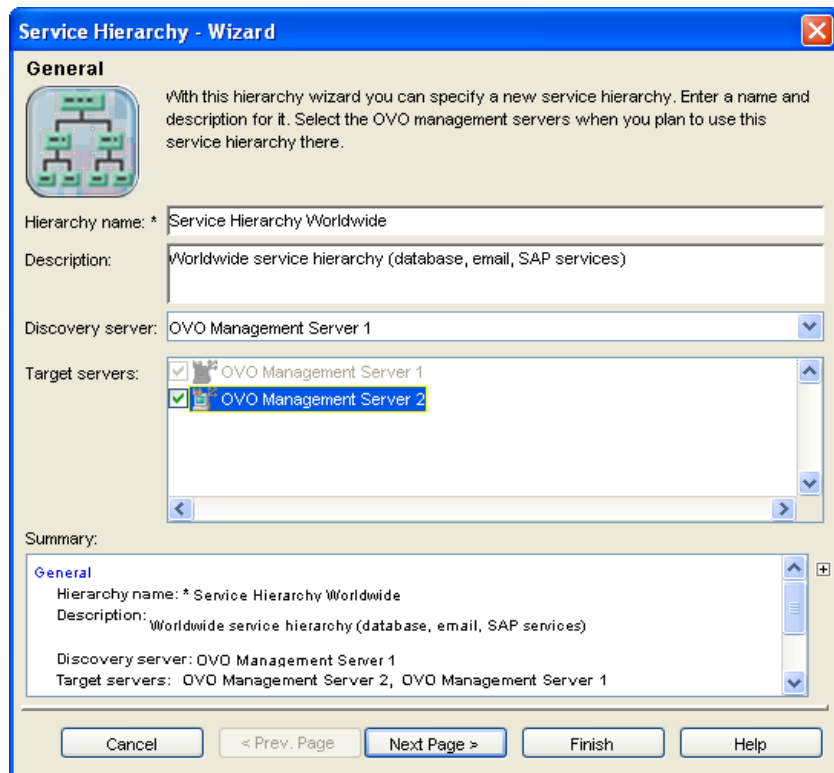 Service Hierarchy - Wizard
General
With this hierarchy wizard you can specify a new service hierarchy. Enter a name and
description for it. Select the OVO management servers when you plan to use this
service hierarchy there.
Hierarchy name: * Service Hierarchy Worldwide
Description: Worldwide service hierarchy (database, email, SAP services)
Discovery server: OVO Management Server 1
Target servers: OVO Management Server 1
OVO Management Server 2
Summary:
General
Hierarchy name: * Service Hierarchy Worldwide
Description: Worldwide service hierarchy (database, email, SAP services)
Discovery server: OVO Management Server 1
Target servers: OVO Management Server 2, OVO Management Server 1
Cancel < Prev. Page Next Page > Finish Help